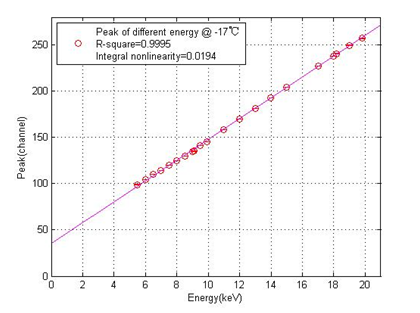 Peak of different energy @ -17℃
R-square=0.9995
Integral nonlinearity=0.0194
250
200
150
100
50
0
Peak(channel)
0 2 4 6 8 10 12 14 16 18 20
Energy(keV)